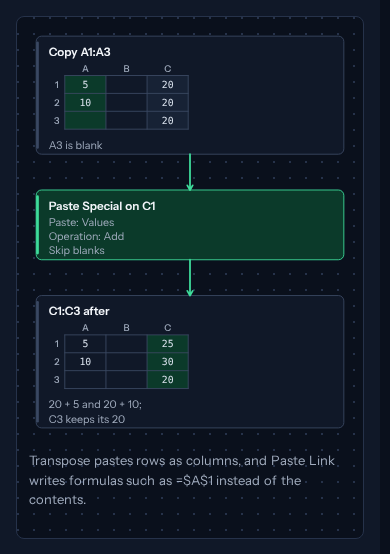 Copy A1:A3
A B C
1 5 20
2 10 20
3 20
A3 is blank
Paste Special on C1
Paste: Values
Operation: Add
Skip blanks
C1:C3 after
A B C
1 5 25
2 10 30
3 20
20 + 5 and 20 + 10;
C3 keeps its 20
Transpose pastes rows as columns, and Paste Link
writes formulas such as =$A$1 instead of the
contents.